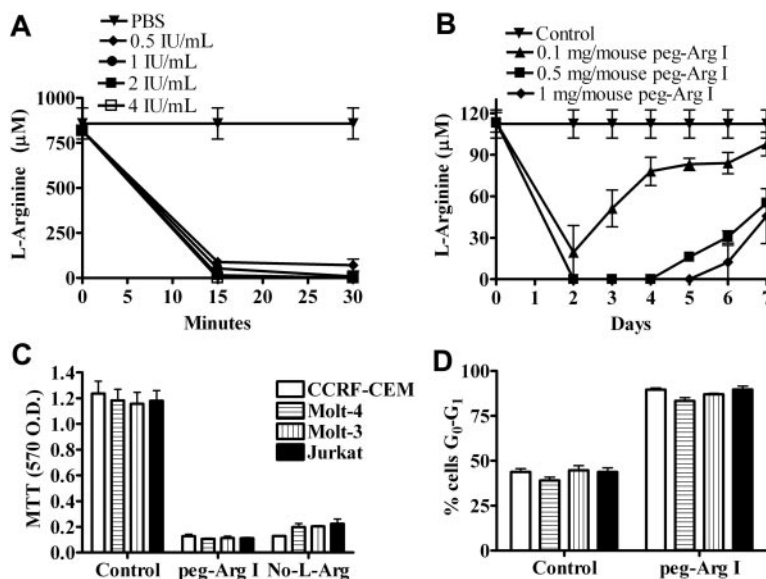 A
PBS
0.5 IU/mL
1 IU/mL
2 IU/mL
4 IU/mL
L-Arginine (µM)
1000
750
500
250
0
0 5 10 15 20 25 30
Minutes
B
Control
0.1 mg/mouse peg-Arg I
0.5 mg/mouse peg-Arg I
1 mg/mouse peg-Arg I
L-Arginine (µM)
120
90
60
30
0
0 1 2 3 4 5 6 7
Days
C
MTT (570 O.D.)
1.4
1.2
1.0
0.8
0.6
0.4
0.2
0.0
CCRF-CEM
Molt-4
Molt-3
Jurkat
Control peg-Arg I No-L-Arg
D
% cells G₀-G₁
100
75
50
25
0
Control peg-Arg I